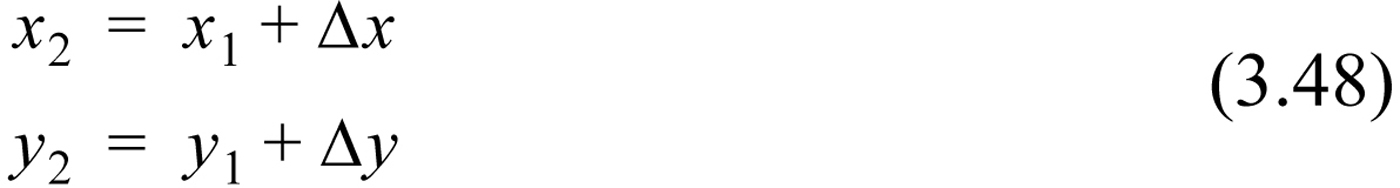 x₂ = x₁ + Δx
(3.48)
y₂ = y₁ + Δy